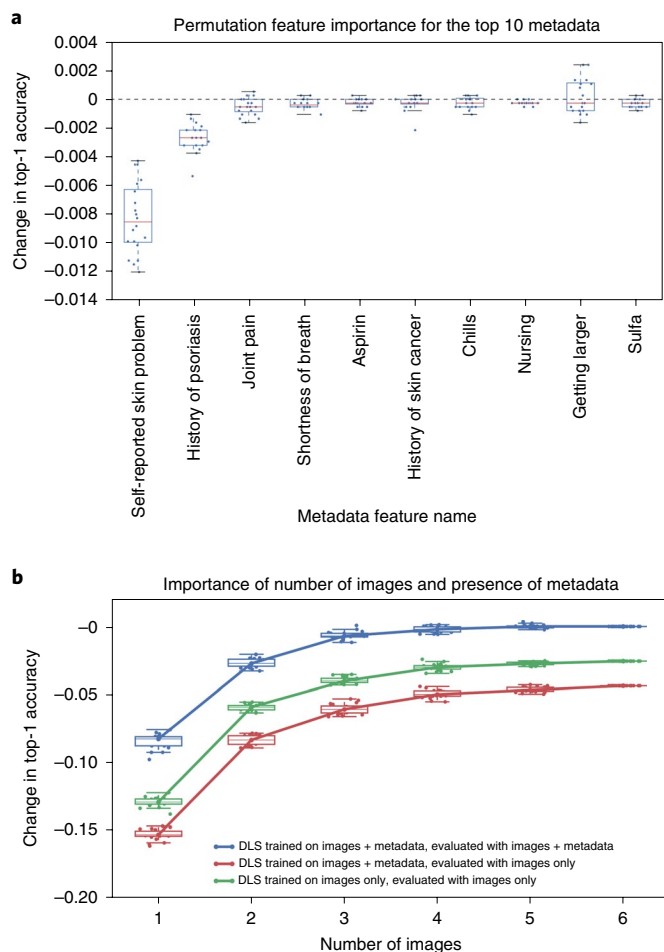 a
Permutation feature importance for the top 10 metadata
0.004
0.002
0
−0.002
−0.004
−0.006
−0.008
−0.010
−0.012
−0.014
Change in top-1 accuracy
Self-reported skin problem
History of psoriasis
Joint pain
Shortness of breath
Aspirin
History of skin cancer
Chills
Nursing
Getting larger
Sulfa
Metadata feature name
b
Importance of number of images and presence of metadata
−0
−0.05
−0.10
−0.15
−0.20
Change in top-1 accuracy
DLS trained on images + metadata, evaluated with images + metadata
DLS trained on images + metadata, evaluated with images only
DLS trained on images only, evaluated with images only
1 2 3 4 5 6
Number of images